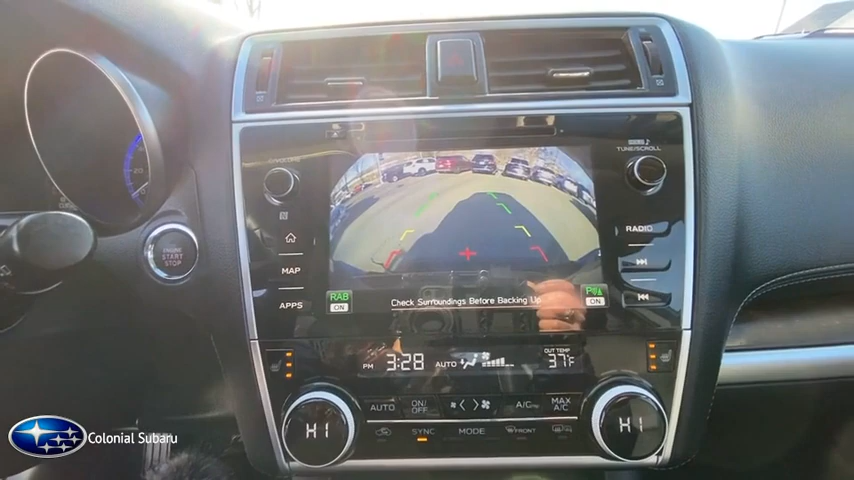 VOLUME
TUNE/SCROLL
MAP
APPS
RADIO
ENGINE
START
STOP
RAB
ON
Check Surroundings Before Backing Up
ON
PM 3:28
AUTO
OUT TEMP
37°F
AUTO
ON/
OFF
A/C
MAX
A/C
SYNC
MODE
FRONT
HI
HI
Colonial Subaru